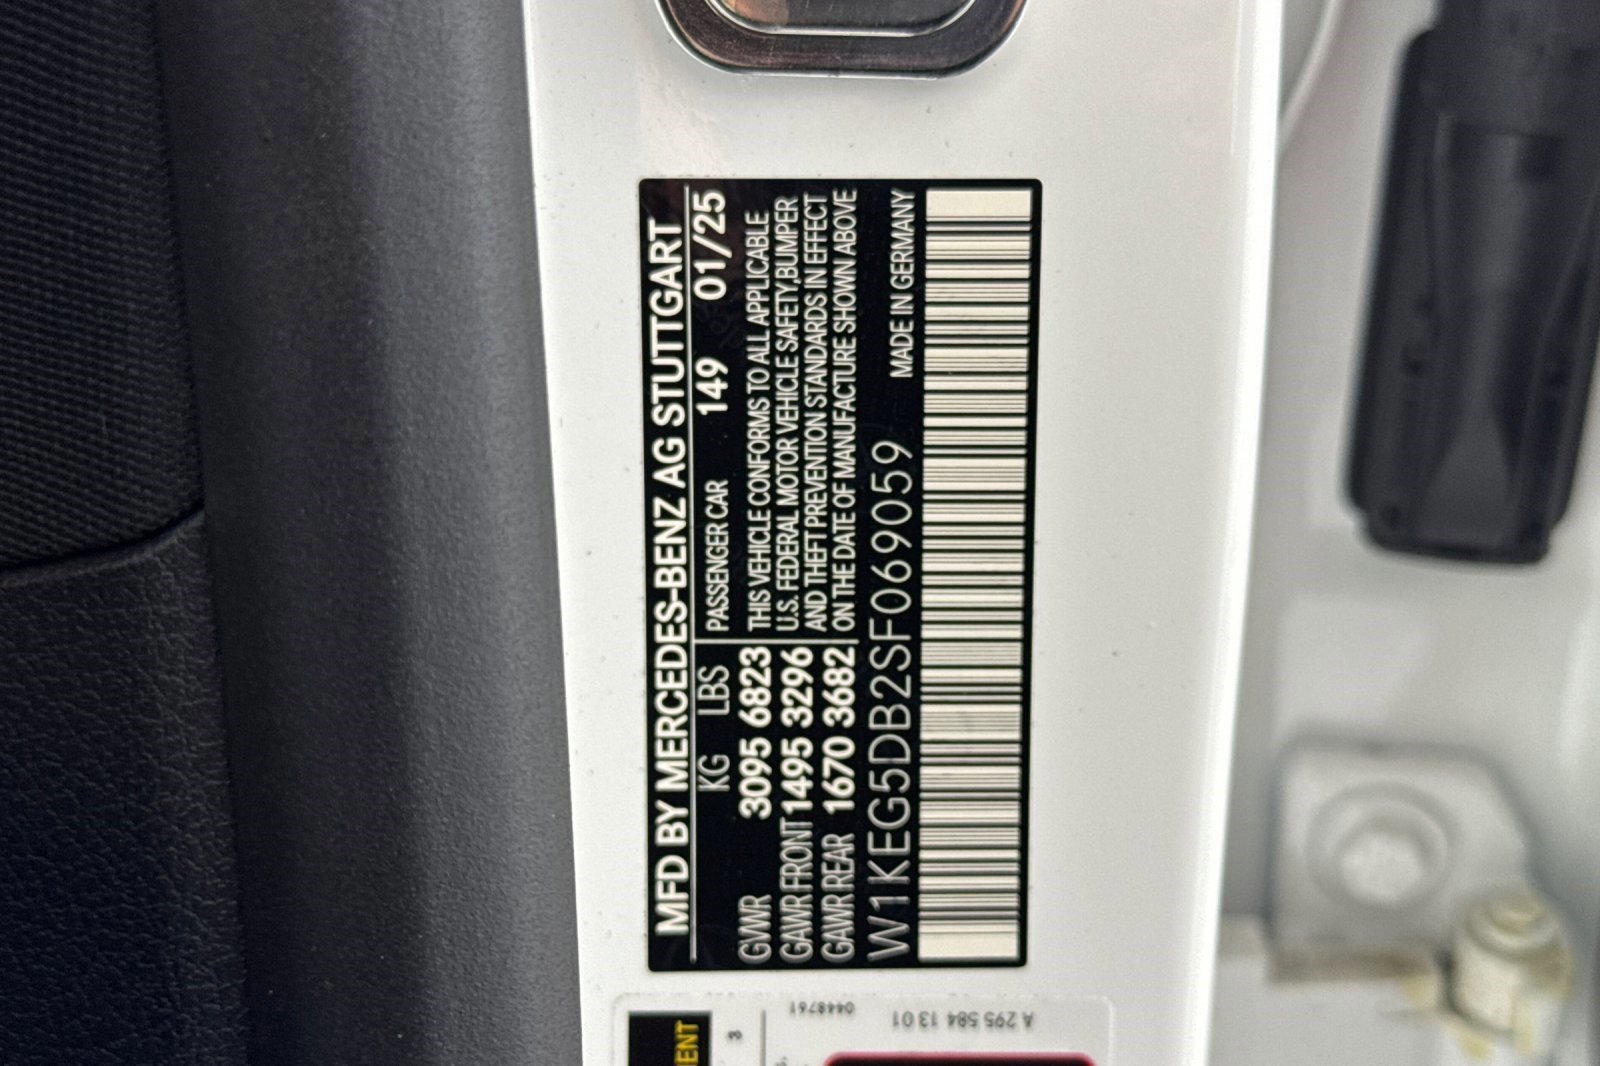 MFD BY MERCEDES-BENZ AG STUTTGART
KG LBS
GVWR 3095 6823
GAWR FRONT 1495 3296
GAWR REAR 1670 3682
PASSENGER CAR 149 01/25
THIS VEHICLE CONFORMS TO ALL APPLICABLE
U.S. FEDERAL MOTOR VEHICLE SAFETY,BUMPER
AND THEFT PREVENTION STANDARDS IN EFFECT
ON THE DATE OF MANUFACTURE SHOWN ABOVE
W1KEG5DB2SF069059 MADE IN GERMANY
A 295 584 13 01
0448761
3